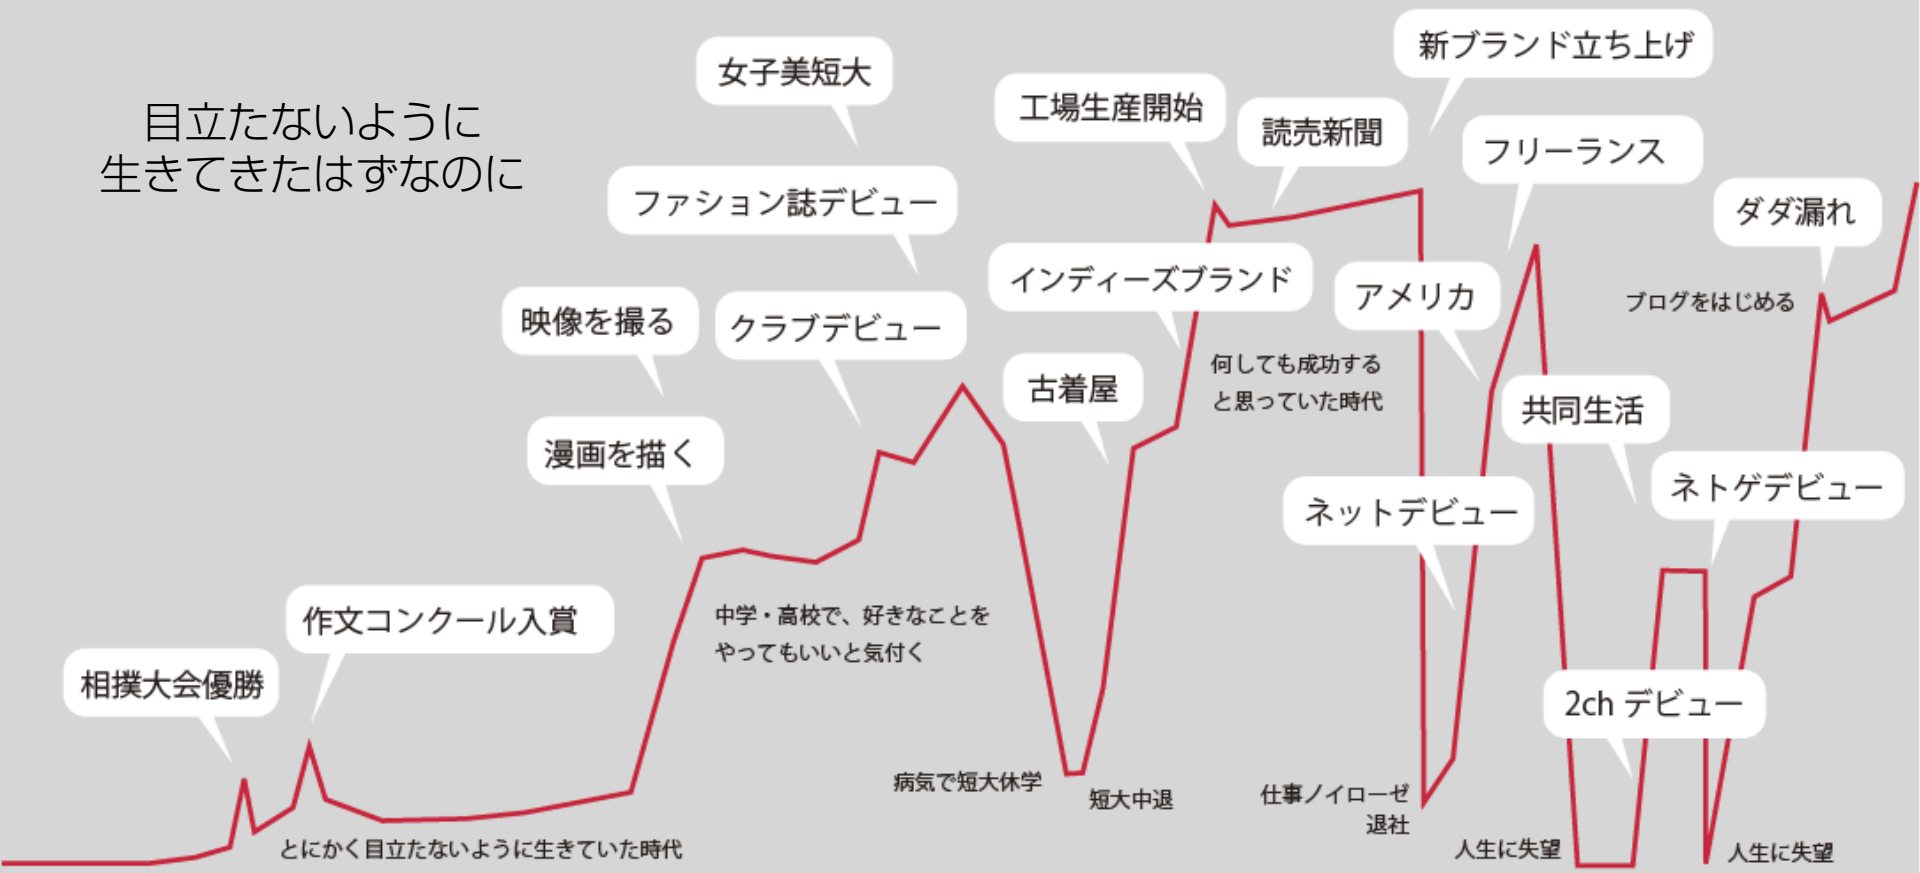 目立たないように
生きてきたはずなのに
相撲大会優勝
作文コンクール入賞
とにかく目立たないように生きていた時代
漫画を描く
映像を撮る
中学・高校で、好きなことを
やってもいいと気付く
クラブデビュー
ファション誌デビュー
女子美短大
病気で短大休学
短大中退
古着屋
インディーズブランド
工場生産開始
読売新聞
何しても成功する
と思っていた時代
新ブランド立ち上げ
仕事ノイローゼ
退社
ネットデビュー
アメリカ
フリーランス
人生に失望
2ch デビュー
共同生活
ネトゲデビュー
人生に失望
ブログをはじめる
ダダ漏れ